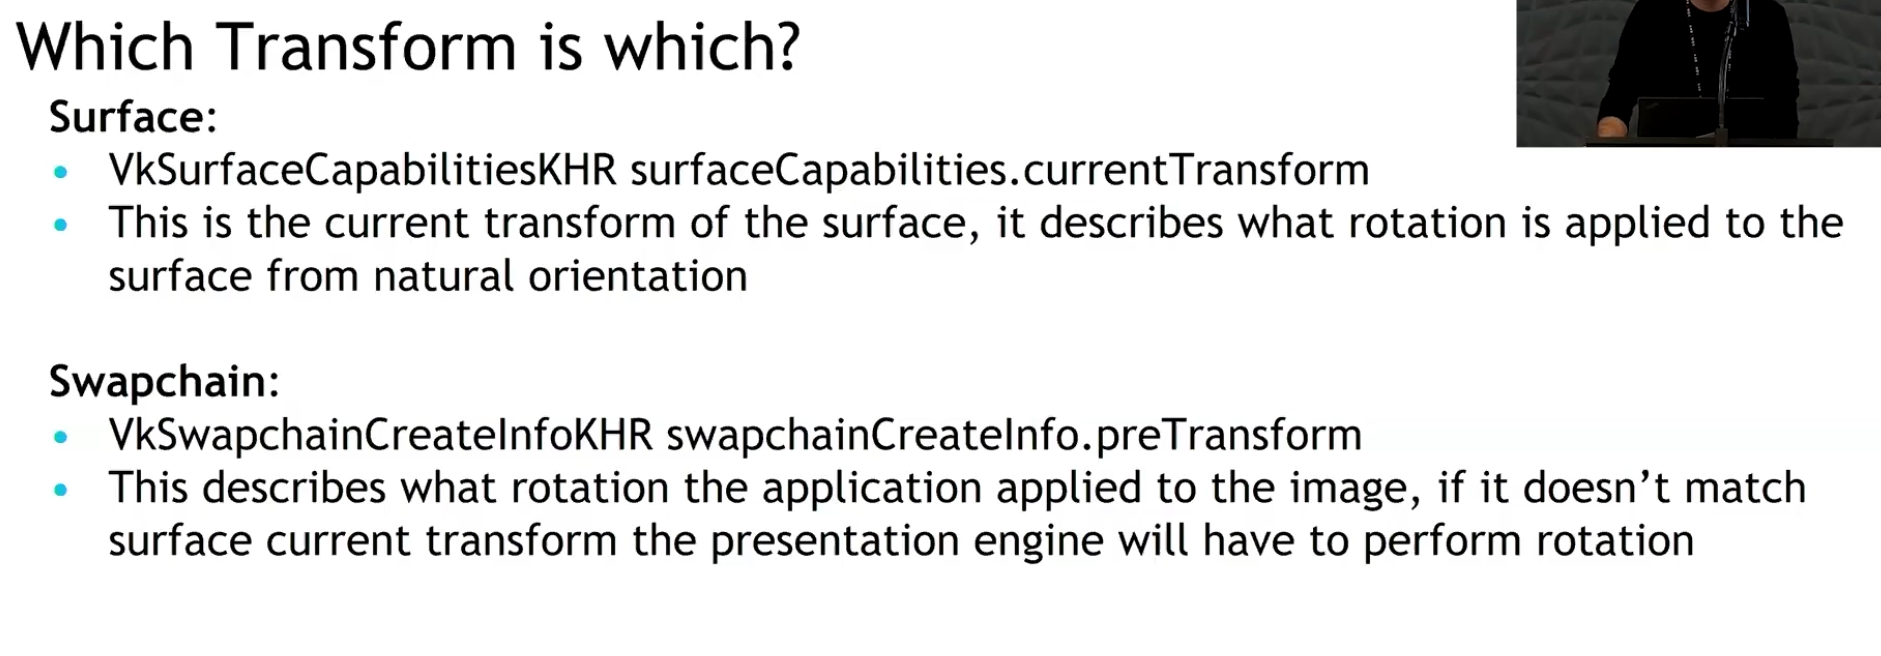 Which Transform is which?
Surface:
• VkSurfaceCapabilitiesKHR surfaceCapabilities.currentTransform
• This is the current transform of the surface, it describes what rotation is applied to the
surface from natural orientation
Swapchain:
• VkSwapchainCreateInfoKHR swapchainCreateInfo.preTransform
• This describes what rotation the application applied to the image, if it doesn’t match
surface current transform the presentation engine will have to perform rotation